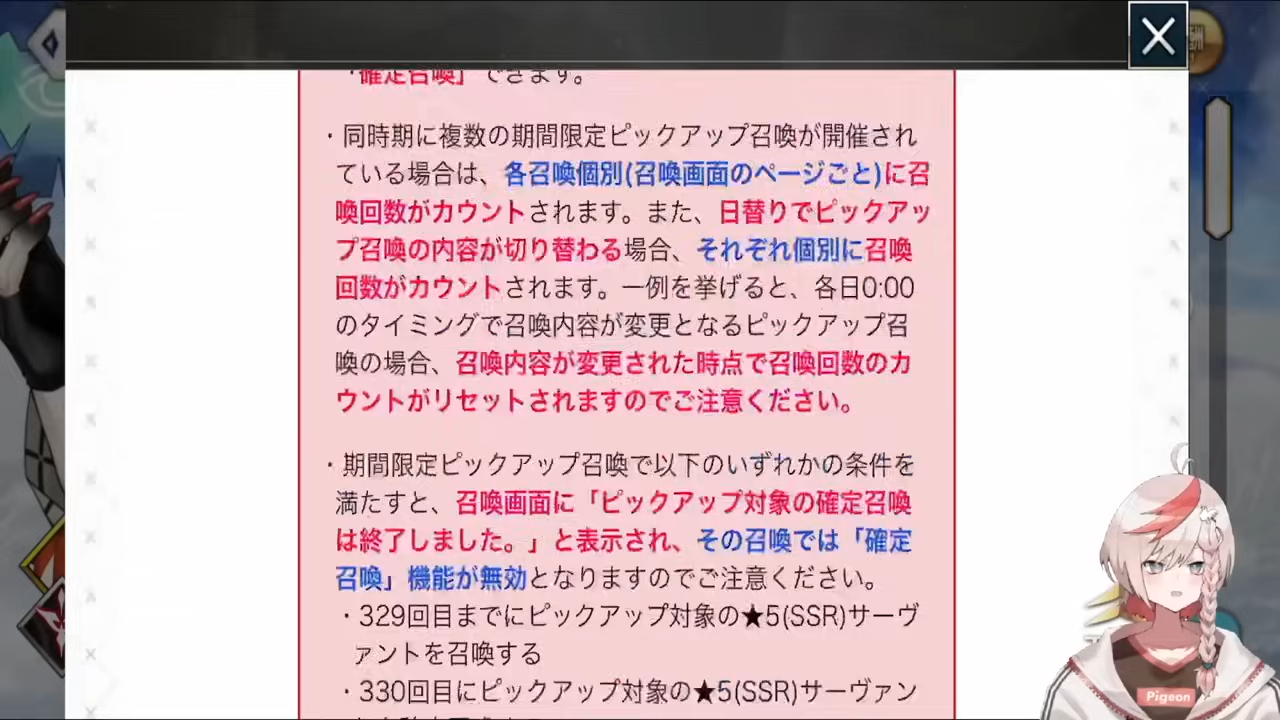 ・確定召喚」できます。
・同時期に複数の期間限定ピックアップ召喚が開催され
ている場合は、各召喚個別(召喚画面のページごと)に召
喚回数がカウントされます。また、日替りでピックアッ
プ召喚の内容が切り替わる場合、それぞれ個別に召喚
回数がカウントされます。一例を挙げると、各日0:00
のタイミングで召喚内容が変更となるピックアップ召
喚の場合、召喚内容が変更された時点で召喚回数のカ
ウントがリセットされますのでご注意ください。
・期間限定ピックアップ召喚で以下のいずれかの条件を
満たすと、召喚画面に「ピックアップ対象の確定召喚
は終了しました。」と表示され、その召喚では「確定
召喚」機能が無効となりますのでご注意ください。
・329回目までにピックアップ対象の★5(SSR)サーヴ
ァントを召喚する
・330回目にピックアップ対象の★5(SSR)サーヴァン
Pigeon